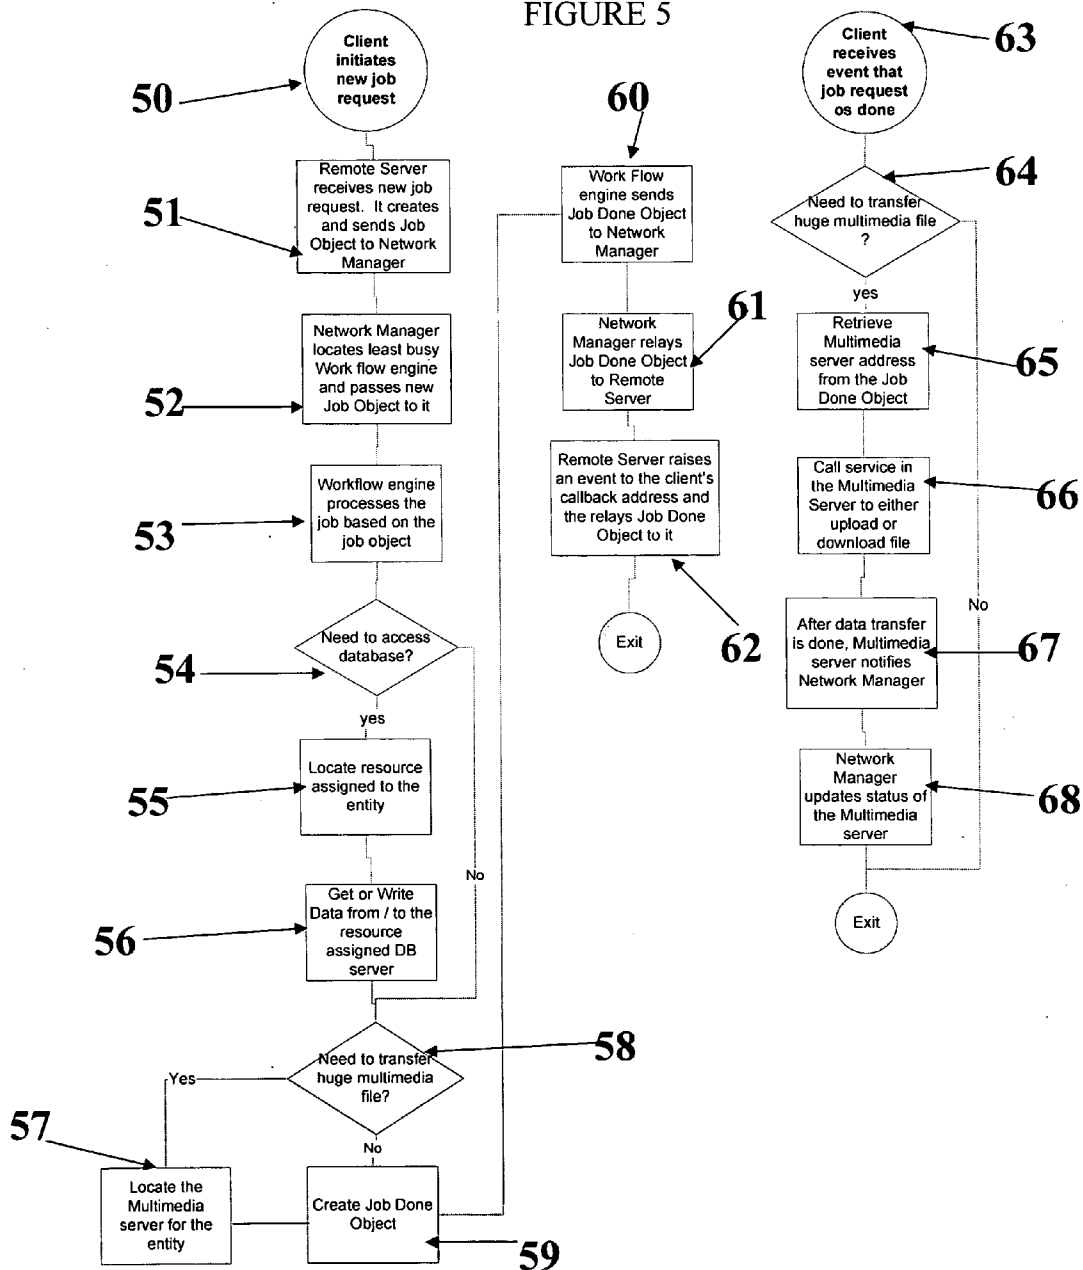 FIGURE 5
Client
initiates
new job
request
50
Remote Server
receives new job
request. It creates
and sends Job
Object to Network
Manager
51
Network Manager
locates least busy
Work flow engine
and passes new
Job Object to it
52
Workflow engine
processes the
job based on the
job object
53
Need to access
database?
54
yes
No
Locate resource
assigned to the
entity
55
Get or Write
Data from / to the
resource
assigned DB
server
56
Need to transfer
huge multimedia
file?
58
Yes
No
57
Locate the
Multimedia
server for the
entity
Create Job Done
Object
59
60
Work Flow
engine sends
Job Done Object
to Network
Manager
61
Network
Manager relays
Job Done Object
to Remote
Server
Remote Server raises
an event to the client's
callback address and
the relays Job Done
Object to it
62
Exit
Client
receives
event that
job request
os done
63
Need to transfer
huge multimedia file
?
64
yes
No
Retrieve
Multimedia
server address
from the Job
Done Object
65
Call service in
the Multimedia
Server to either
upload or
download file
66
After data transfer
is done, Multimedia
server notifies
Network Manager
67
Network
Manager
updates status of
the Multimedia
server
68
Exit